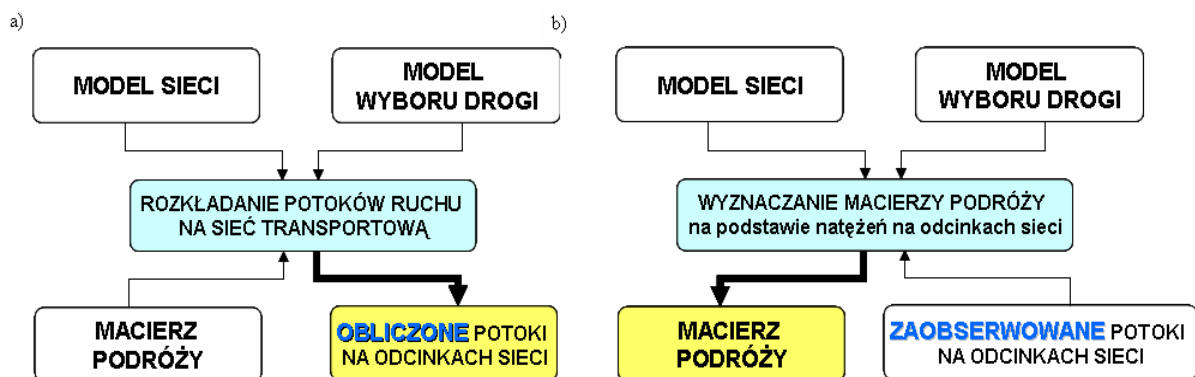 a)
MODEL SIECI
MODEL
WYBORU DROGI
ROZKŁADANIE POTOKÓW RUCHU
NA SIEĆ TRANSPORTOWĄ
MACIERZ
PODRÓŻY
OBLICZONE POTOKI
NA ODCINKACH SIECI
b)
MODEL SIECI
MODEL
WYBORU DROGI
WYZNACZANIE MACIERZY PODRÓŻY
na podstawie natężeń na odcinkach sieci
MACIERZ
PODRÓŻY
ZAOBSERWOWANE POTOKI
NA ODCINKACH SIECI